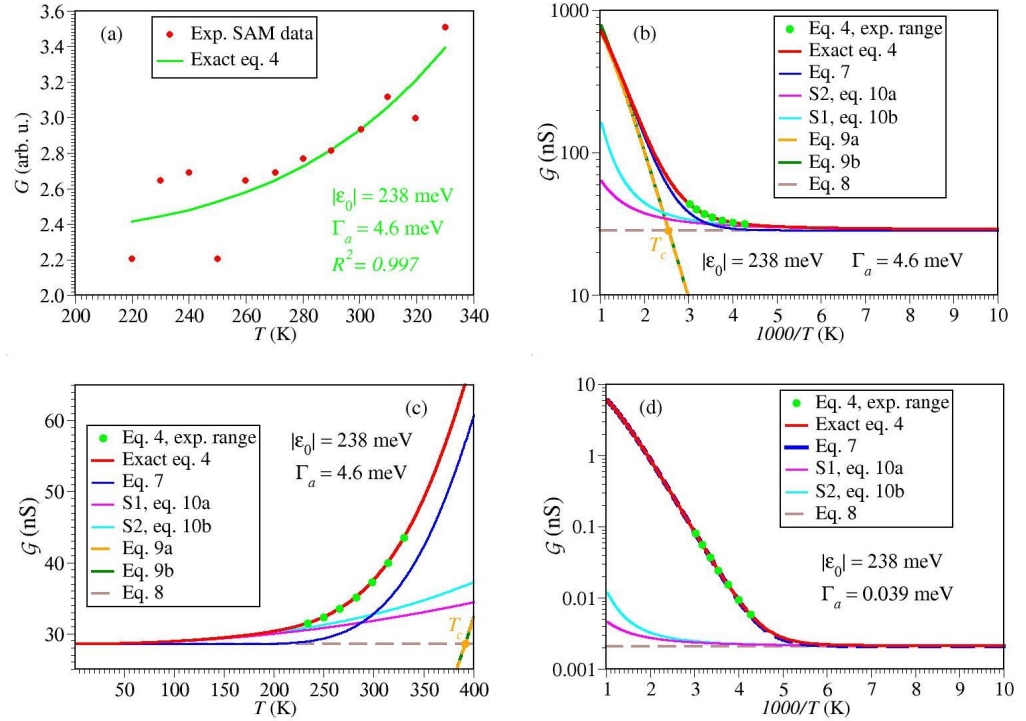 (a)
Exp. SAM data
Exact eq. 4
|ε0| = 238 meV
Γa = 4.6 meV
R2 = 0.997
G (arb. u.)
3.6
3.4
3.2
3.0
2.8
2.6
2.4
2.2
2.0
200 220 240 260 280 300 320 340
T (K)
(b)
Eq. 4, exp. range
Exact eq. 4
Eq. 7
S2, eq. 10a
S1, eq. 10b
Eq. 9a
Eq. 9b
Eq. 8
Tc
|ε0| = 238 meV Γa = 4.6 meV
G (nS)
1000
100
10
1 2 3 4 5 6 7 8 9 10
1000/T (K)
(c)
|ε0| = 238 meV
Γa = 4.6 meV
Eq. 4, exp. range
Exact eq. 4
Eq. 7
S1, eq. 10a
S2, eq. 10b
Eq. 9a
Eq. 9b
Eq. 8
Tc
G (nS)
60
50
40
30
50 100 150 200 250 300 350 400
T (K)
(d)
Eq. 4, exp. range
Exact eq. 4
Eq. 7
S1, eq. 10a
S2, eq. 10b
Eq. 8
|ε0| = 238 meV
Γa = 0.039 meV
G (nS)
10
1
0.1
0.01
0.001
1 2 3 4 5 6 7 8 9 10
1000/T (K)